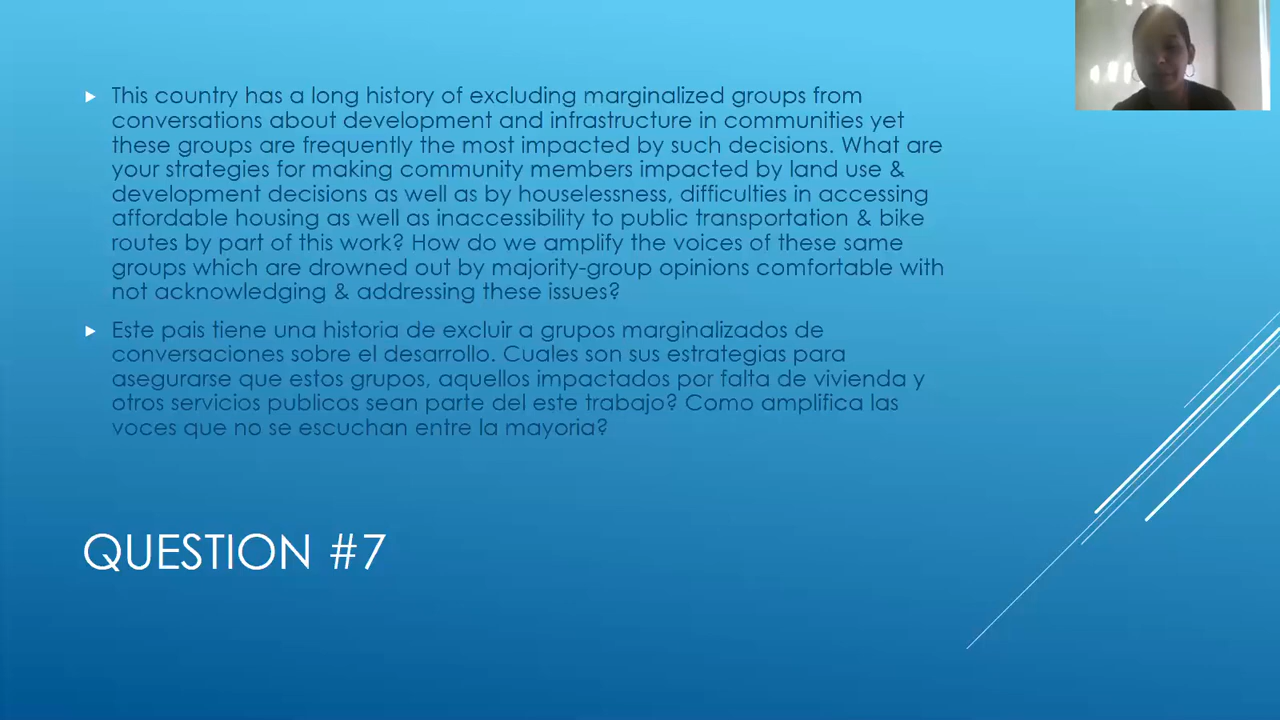 This country has a long history of excluding marginalized groups from
conversations about development and infrastructure in communities yet
these groups are frequently the most impacted by such decisions. What are
your strategies for making community members impacted by land use &
development decisions as well as by houselessness, difficulties in accessing
affordable housing as well as inaccessibility to public transportation & bike
routes by part of this work? How do we amplify the voices of these same
groups which are drowned out by majority-group opinions comfortable with
not acknowledging & addressing these issues?
Este pais tiene una historia de excluir a grupos marginalizados de
conversaciones sobre el desarrollo. Cuales son sus estrategias para
asegurarse que estos grupos, aquellos impactados por falta de vivienda y
otros servicios publicos sean parte del este trabajo? Como amplifica las
voces que no se escuchan entre la mayoria?
QUESTION #7